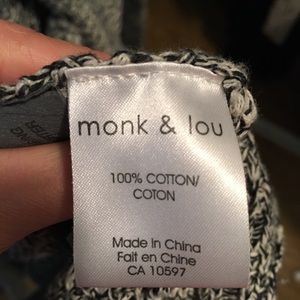 monk & lou
100% COTTON/
COTON
Made in China
Fait en Chine
CA 10597